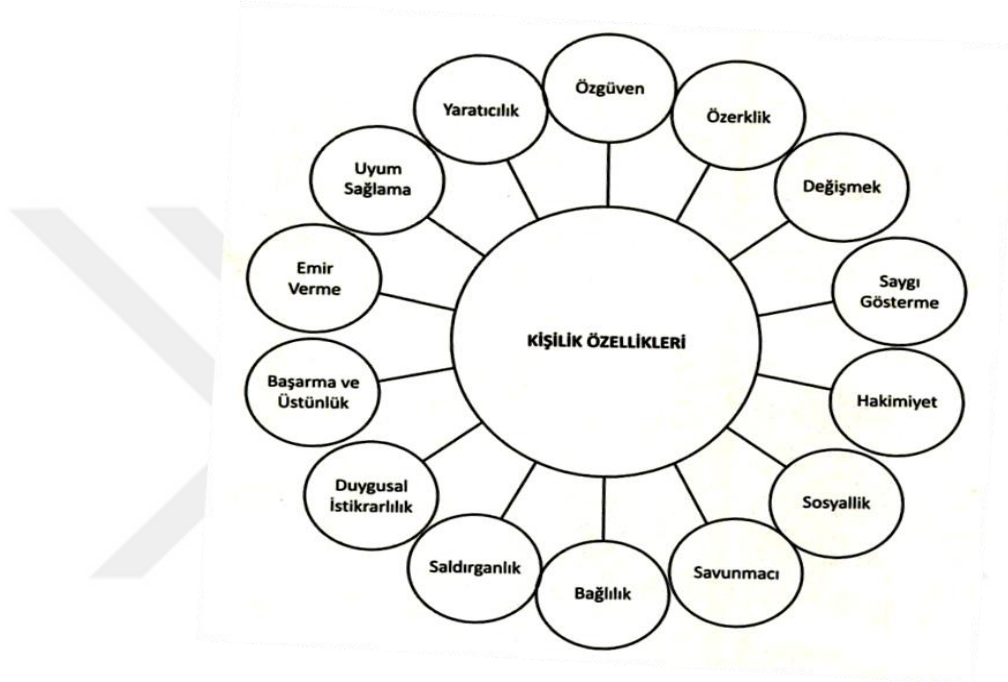 Özgüven
Özerklik
Değişmek
Saygı
Gösterme
Hakimiyet
Sosyallik
Savunmacı
Bağlılık
Saldırganlık
Duygusal
İstikrarlılık
Başarma ve
Üstünlük
Emir
Verme
Uyum
Sağlama
Yaratıcılık
KİŞİLİK ÖZELLİKLERİ